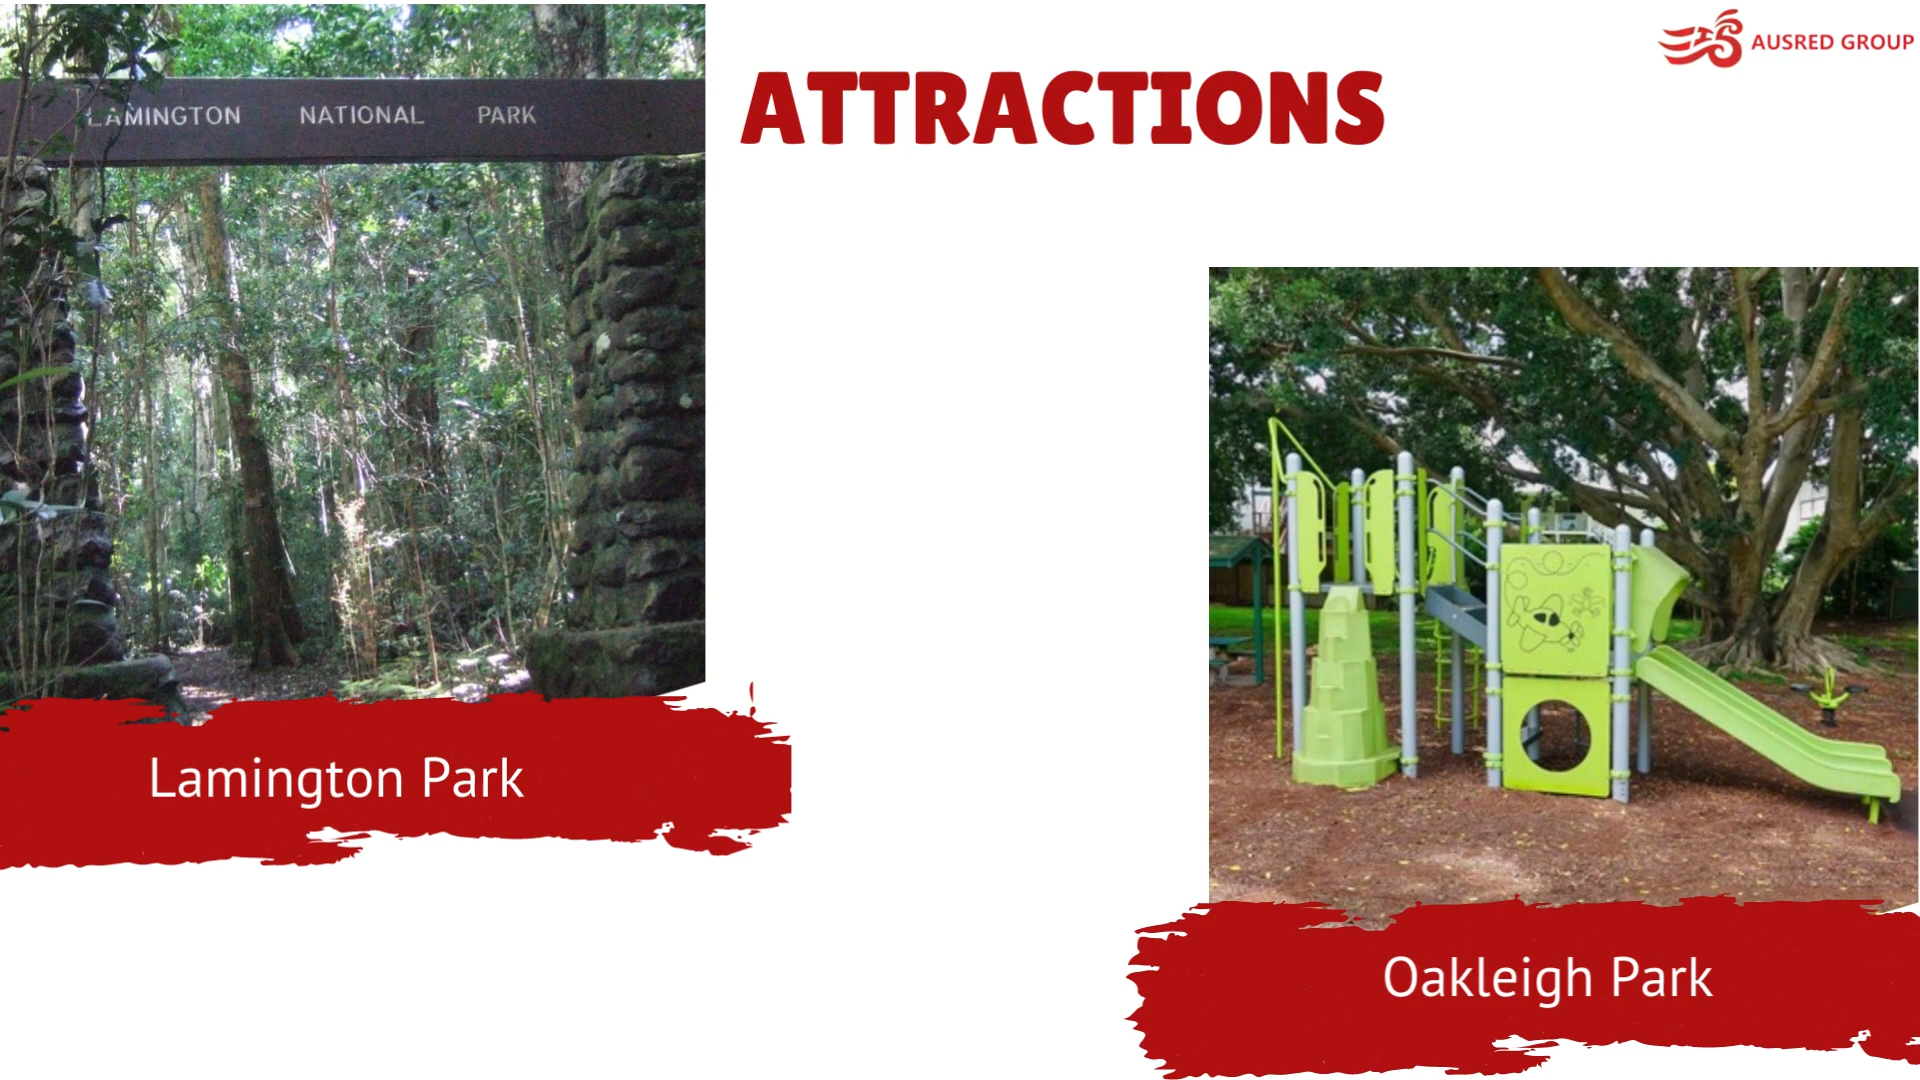 AUSRED GROUP
ATTRACTIONS
LAMINGTON NATIONAL PARK
Lamington Park
Oakleigh Park